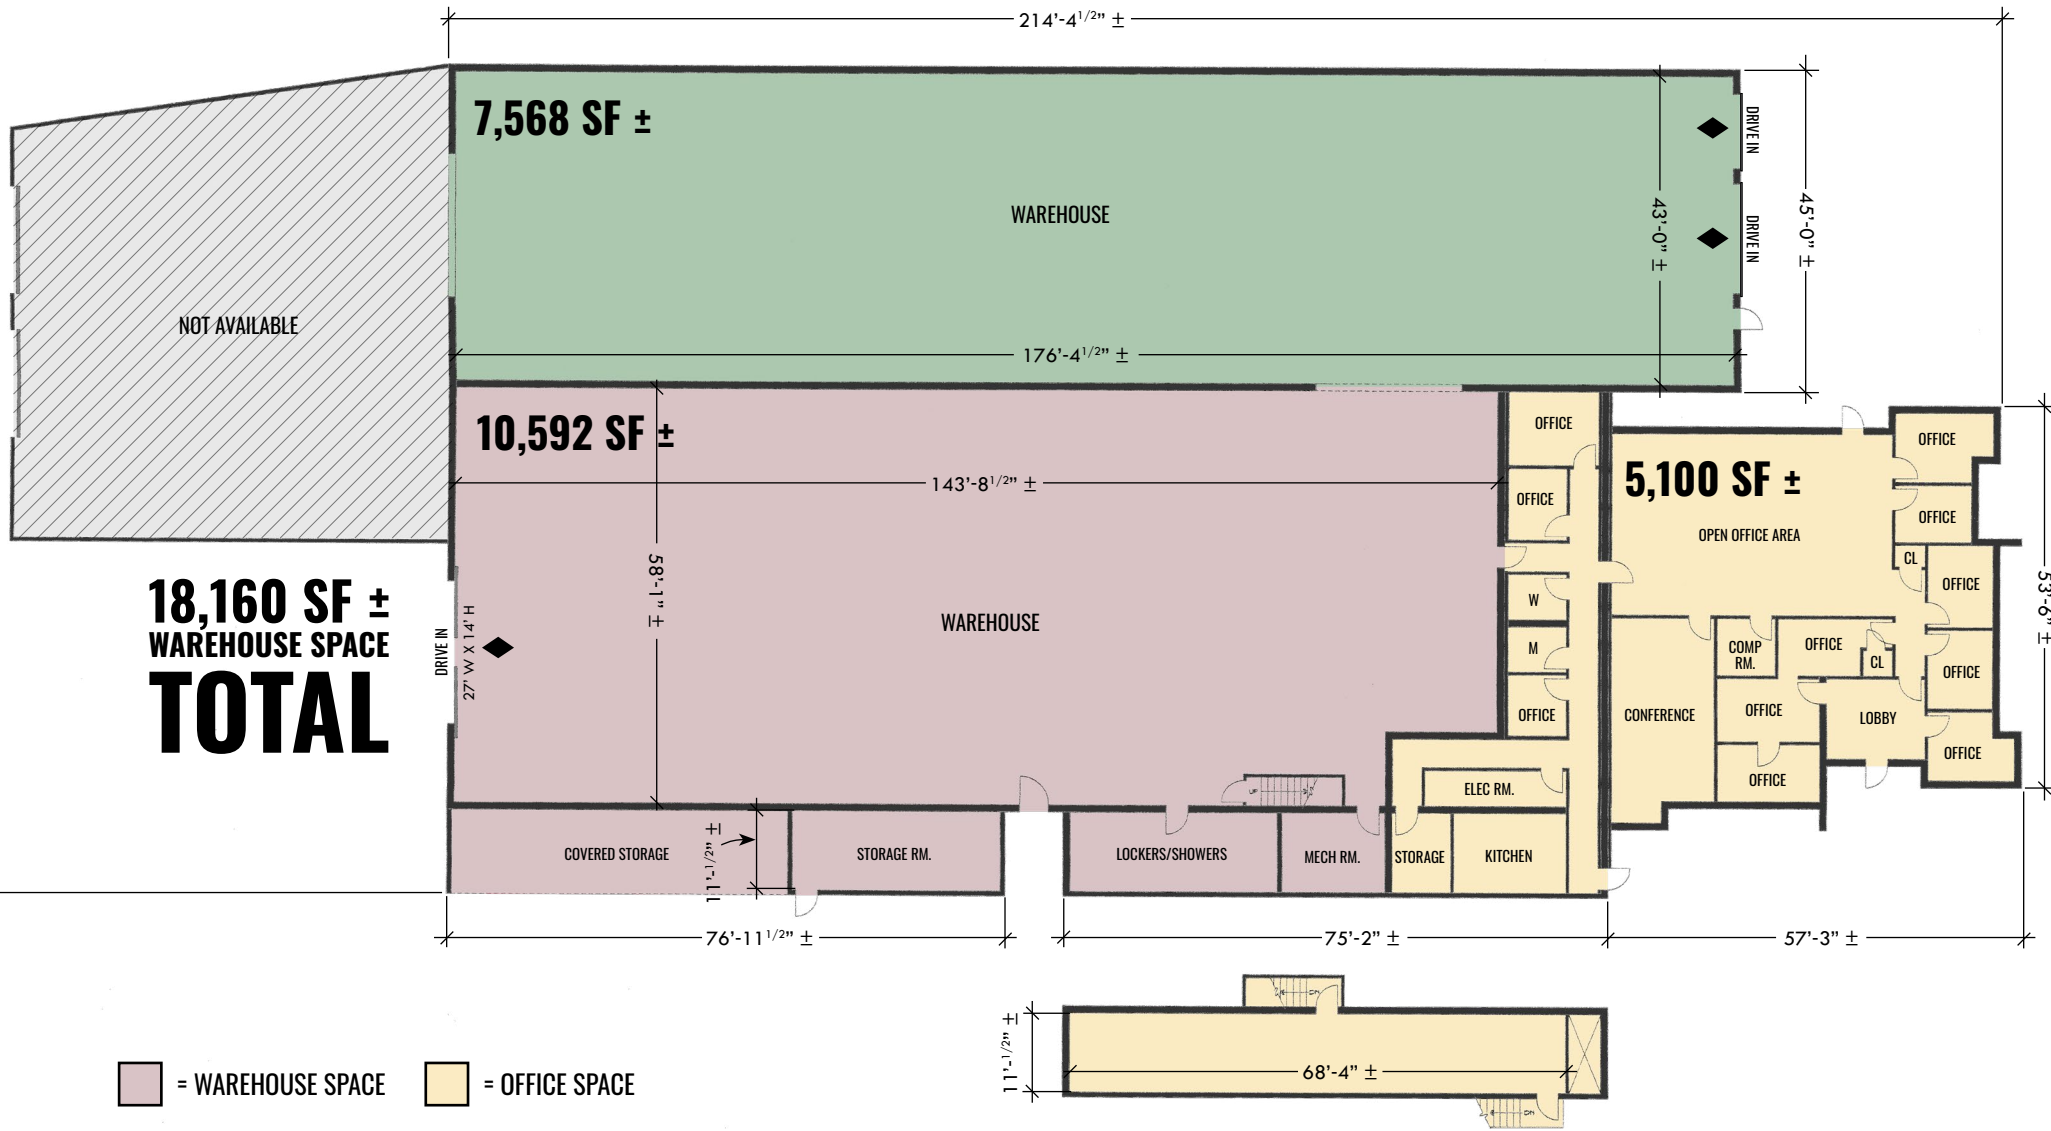 214’-4 1/2” ±
7,568 SF ±
DRIVE IN
WAREHOUSE
43’-0” ±
45’-0” ±
DRIVE IN
NOT AVAILABLE
176’-4 1/2” ±
10,592 SF ±
OFFICE
OFFICE
5,100 SF ±
143’-8 1/2” ±
OFFICE
OFFICE
OPEN OFFICE AREA
CL
58’-1” ±
OFFICE
53’-6” ±
18,160 SF ±
WAREHOUSE SPACE
TOTAL
DRIVE IN
27' W X 14' H
WAREHOUSE
W
M
COMP
RM.
OFFICE
CL
OFFICE
OFFICE
CONFERENCE
OFFICE
LOBBY
OFFICE
OFFICE
ELEC RM.
COVERED STORAGE
11’-1/2” ±
STORAGE RM.
LOCKERS/SHOWERS
MECH RM.
STORAGE
KITCHEN
76’-11 1/2” ±
75’-2” ±
57’-3” ±
11’-1/2” ±
68’-4” ±
= WAREHOUSE SPACE
= OFFICE SPACE